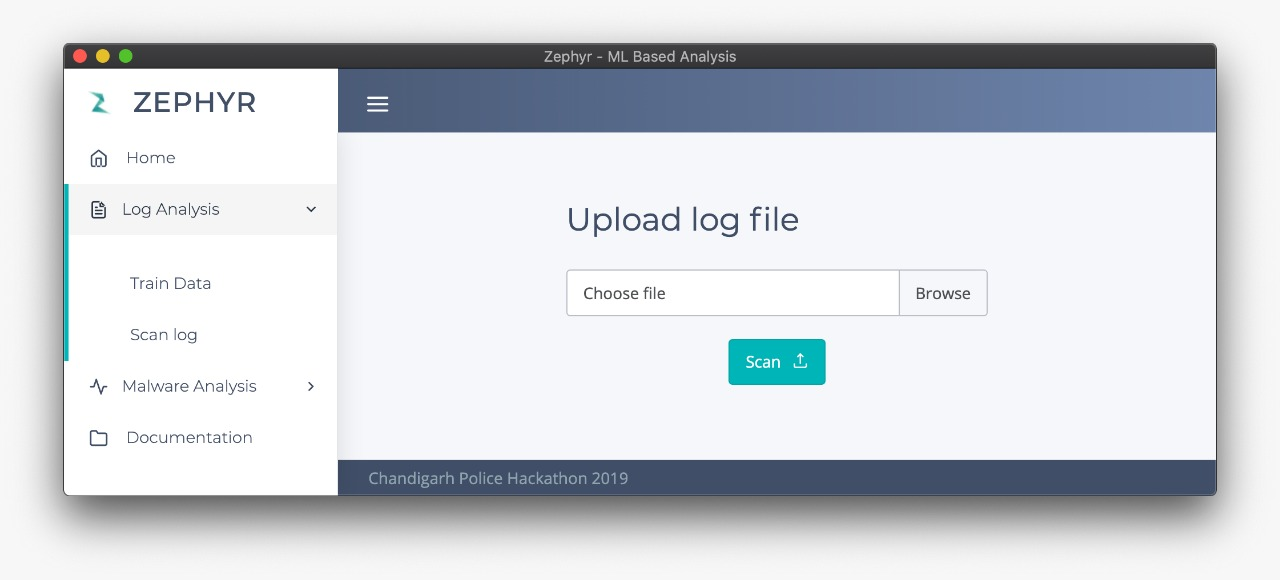 Zephyr - ML Based Analysis
ZEPHYR
Home
Log Analysis
Train Data
Scan log
Malware Analysis
Documentation
Upload log file
Choose file
Browse
Scan
Chandigarh Police Hackathon 2019